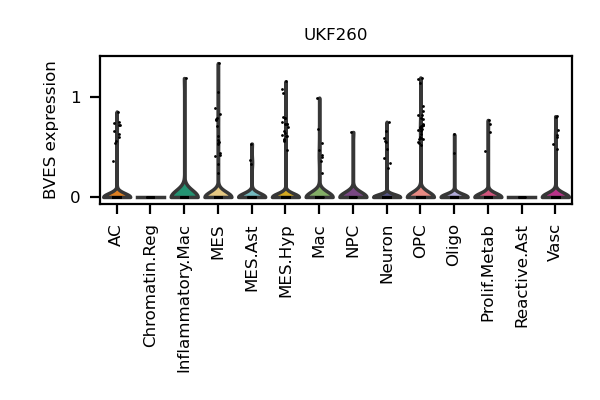 UKF260
BVES expression
1
0
AC
Chromatin.Reg
Inflammatory.Mac
MES
MES.Ast
MES.Hyp
Mac
NPC
Neuron
OPC
Oligo
Prolif.Metab
Reactive.Ast
Vasc